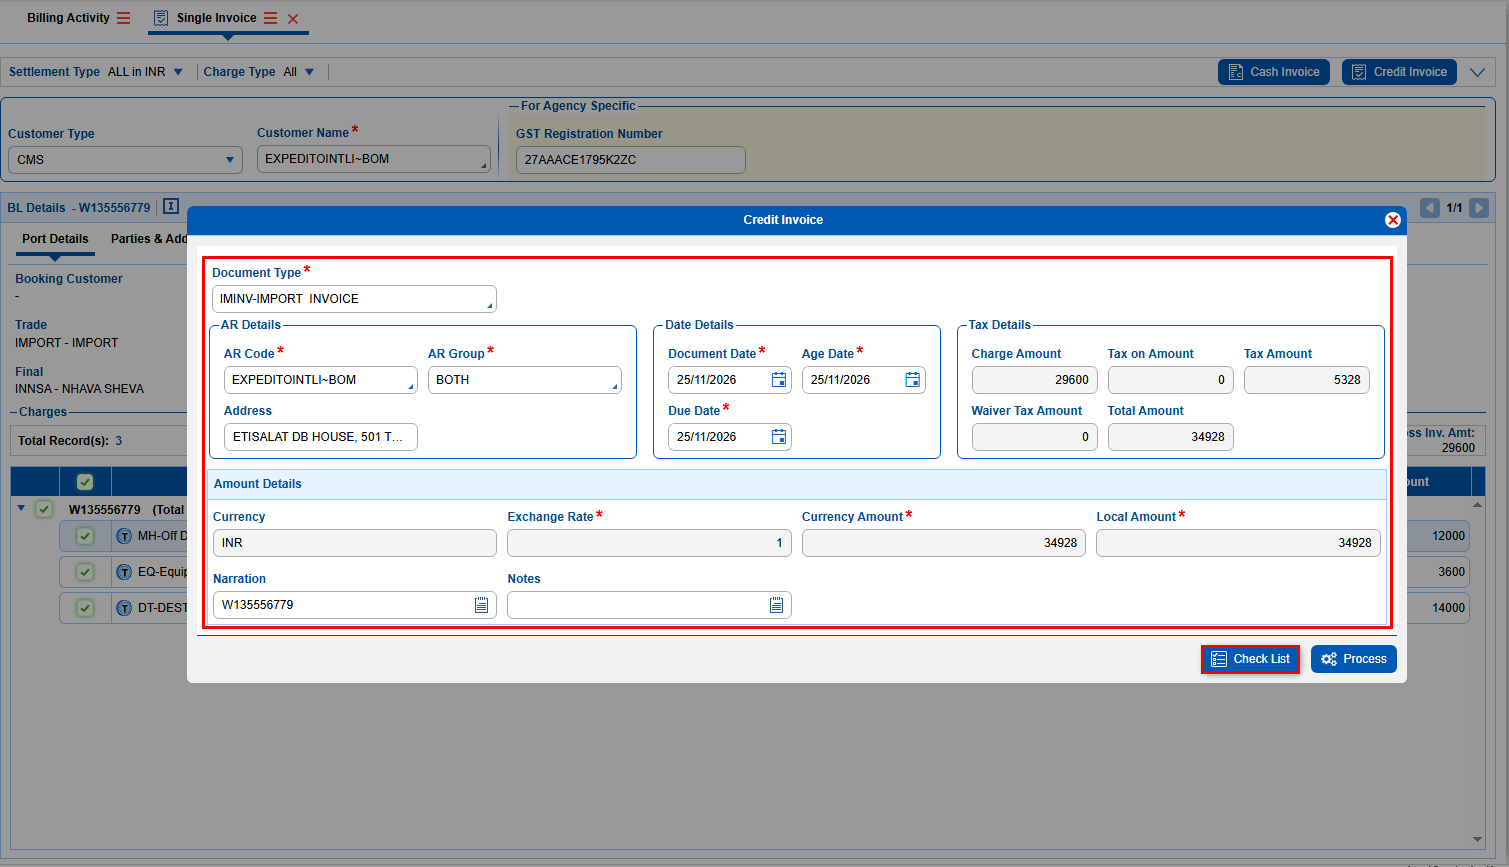 Billing Activity
Single Invoice
Settlement Type ALL in INR
Charge Type All
Cash Invoice
Credit Invoice
For Agency Specific
Customer Type
Customer Name*
GST Registration Number
CMS
EXPEDITOINTLI~BOM
27AAACE1795K2ZC
BL Details - W135556779
1/1
Credit Invoice
Port Details
Parties & Add
Booking Customer
-
Trade
IMPORT - IMPORT
Final
INNSA - NHAVA SHEVA
Charges
Total Record(s): 3
oss Inv. Amt:
29600
ount
W135556779 (Total
MH-Off D
12000
EQ-Equip
3600
DT-DEST
14000
Document Type*
IMINV-IMPORT INVOICE
AR Details
AR Code*
AR Group*
EXPEDITOINTLI~BOM
BOTH
Address
ETISALAT DB HOUSE, 501 T...
Date Details
Document Date*
Age Date*
25/11/2026
25/11/2026
Due Date*
25/11/2026
Tax Details
Charge Amount
Tax on Amount
Tax Amount
29600
0
5328
Waiver Tax Amount
Total Amount
0
34928
Amount Details
Currency
Exchange Rate*
Currency Amount*
Local Amount*
INR
1
34928
34928
Narration
Notes
W135556779
Check List
Process